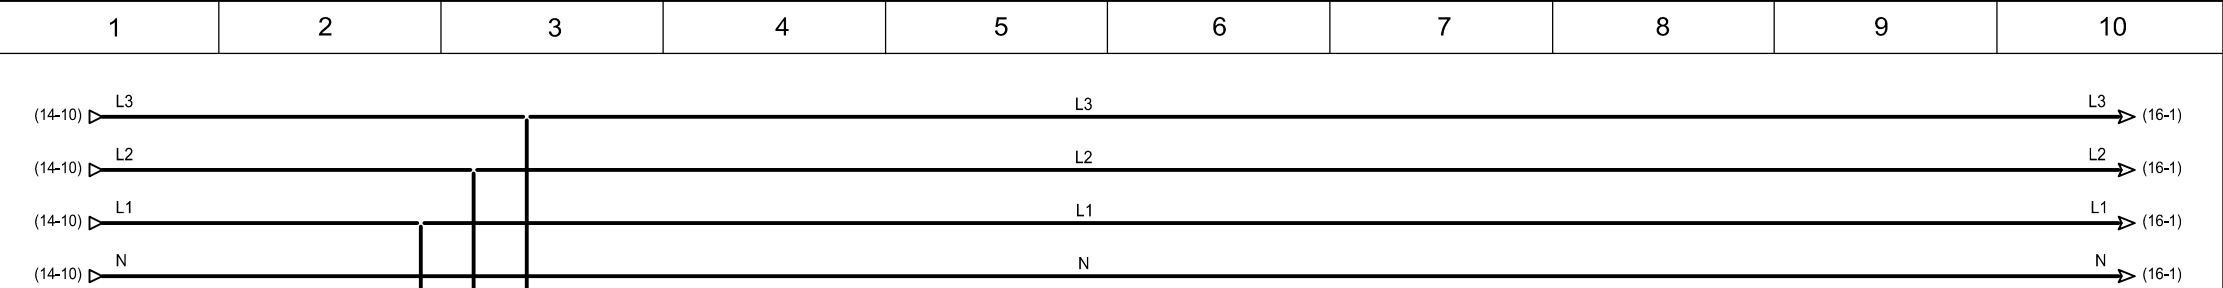 1 2 3 4 5 6 7 8 9 10
L3 L3 L3
(14-10) (16-1)
L2 L2 L2
(14-10) (16-1)
L1 L1 L1
(14-10) (16-1)
N N N
(14-10) (16-1)